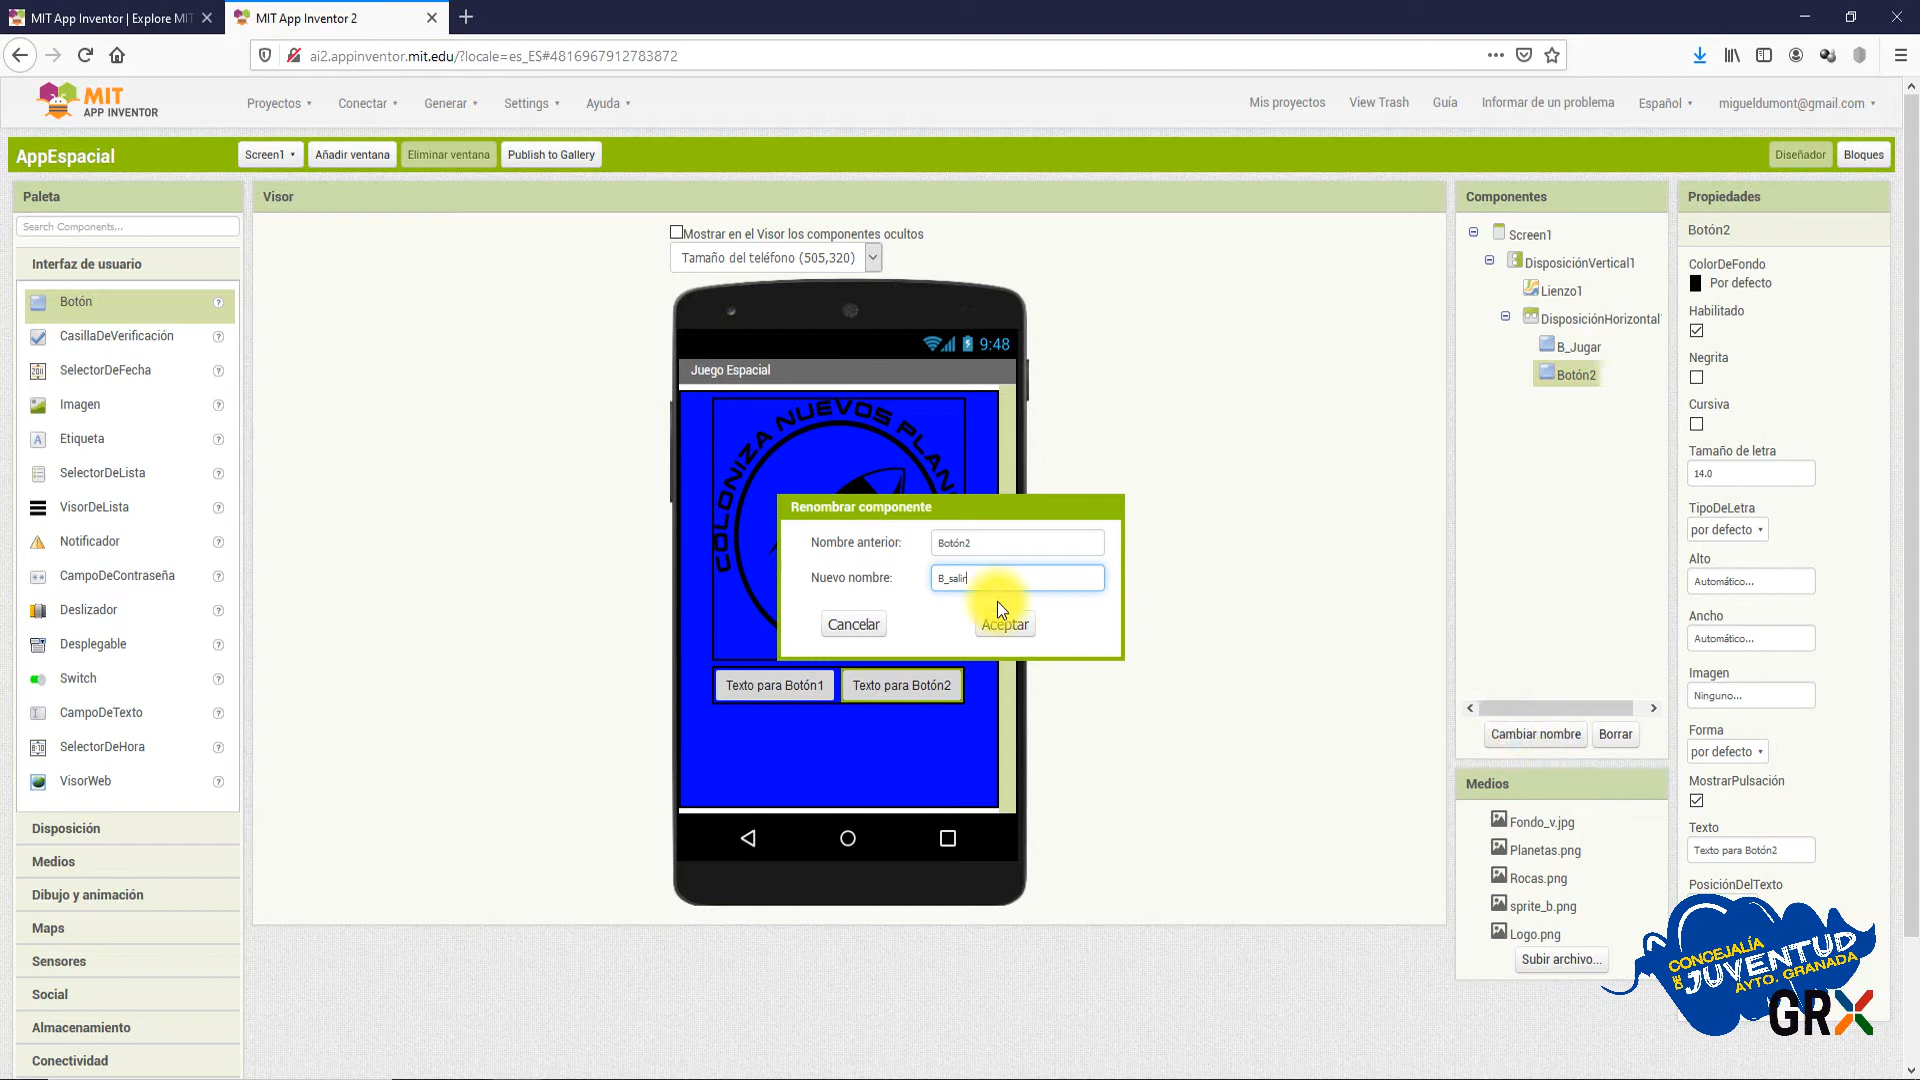 MIT App Inventor | Explore MIT
MIT App Inventor 2
ai2.appinventor.mit.edu/?locale=es_ES#4816967912783872
MIT
APP INVENTOR
Proyectos
Conectar
Generar
Settings
Ayuda
Mis proyectos
View Trash
Guía
Informar de un problema
Español
migueldumont@gmail.com
AppEspacial
Screen1
Añadir ventana
Eliminar ventana
Publish to Gallery
Diseñador
Bloques
Paleta
Search Components...
Interfaz de usuario
Botón
CasillaDeVerificación
SelectorDeFecha
Imagen
Etiqueta
SelectorDeLista
VisorDeLista
Notificador
CampoDeContraseña
Deslizador
Desplegable
Switch
CampoDeTexto
SelectorDeHora
VisorWeb
Disposición
Medios
Dibujo y animación
Maps
Sensores
Social
Almacenamiento
Conectividad
Visor
Mostrar en el Visor los componentes ocultos
Tamaño del teléfono (505,320)
9:48
Juego Espacial
COLONIZA NUEVOS PLAN
Renombrar componente
Nombre anterior:
Botón2
Nuevo nombre:
B_salir
Cancelar
Aceptar
Texto para Botón1
Texto para Botón2
Componentes
Screen1
DisposiciónVertical1
Lienzo1
DisposiciónHorizontal
B_Jugar
Botón2
Cambiar nombre
Borrar
Medios
Fondo_v.jpg
Planetas.png
Rocas.png
sprite_b.png
Logo.png
Subir archivo...
Propiedades
Botón2
ColorDeFondo
Por defecto
Habilitado
Negrita
Cursiva
Tamaño de letra
14.0
TipoDeLetra
por defecto
Alto
Automático...
Ancho
Automático...
Imagen
Ninguno...
Forma
por defecto
MostrarPulsación
Texto
Texto para Botón2
PosiciónDelTexto
CONCEJALÍA
DE JUVENTUD
AYTO. GRANADA
GRX